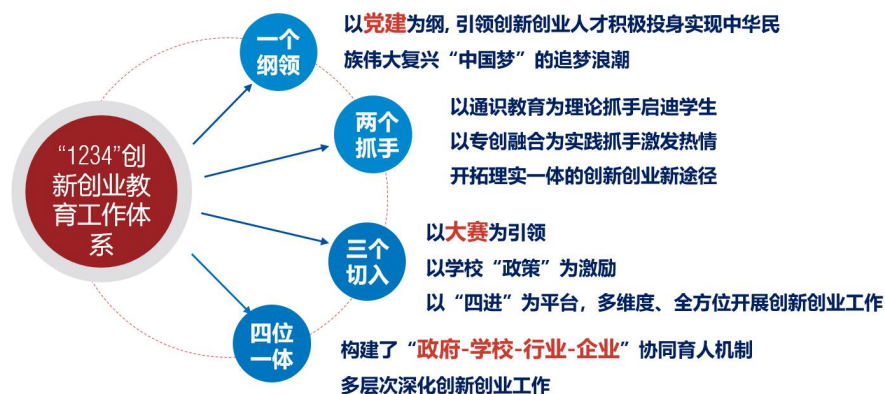 “1234”创
新创业教
育工作体
系
一个
纲领
以党建为纲, 引领创新创业人才积极投身实现中华民
族伟大复兴“中国梦”的追梦浪潮
两个
抓手
以通识教育为理论抓手启迪学生
以专创融合为实践抓手激发热情
开拓理实一体的创新创业新途径
三个
切入
以大赛为引领
以学校“政策”为激励
以“四进”为平台，多维度、全方位开展创新创业工作
四位
一体
构建了“政府-学校-行业-企业”协同育人机制
多层次深化创新创业工作